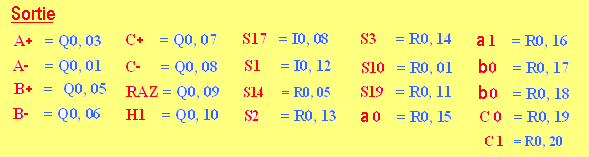 Sortie
A+ = Q0, 03 C+ = Q0, 07 S17 = I0, 08 S3 = R0, 14 a1 = R0, 16
A- = Q0, 01 C- = Q0, 08 S1 = I0, 12 S10 = R0, 01 b0 = R0, 17
B+ = Q0, 05 RAZ = Q0, 09 S14 = R0, 05 S19 = R0, 11 b0 = R0, 18
B- = Q0, 06 H1 = Q0, 10 S2 = R0, 13 a0 = R0, 15 C0 = R0, 19
C1 = R0, 20